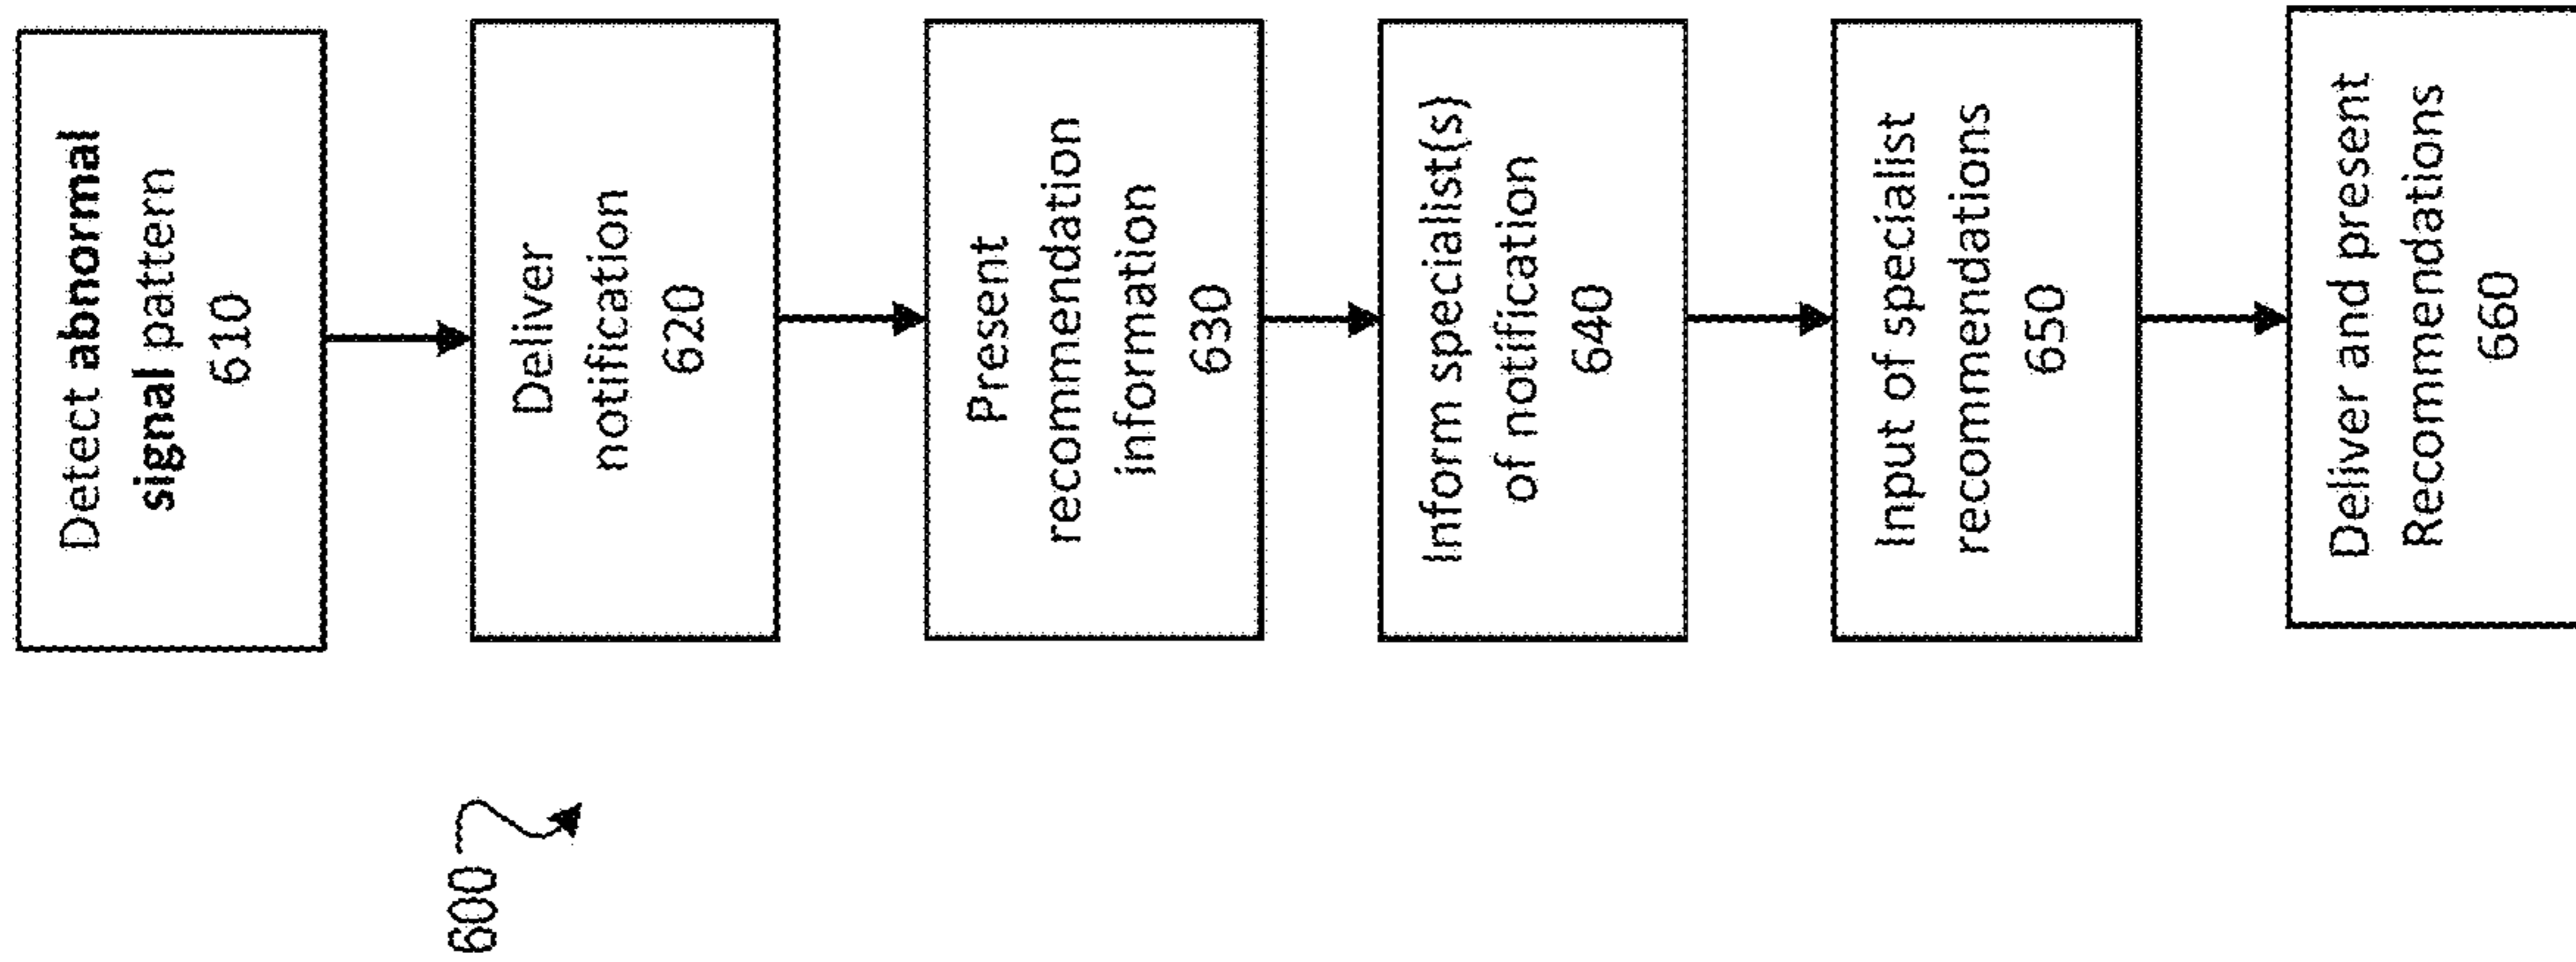 Detect abnormal
signal pattern
610
Deliver
notification
620
Present
recommendation
information
630
Inform specialist(s)
of notification
640
Input of specialist
recommendations
650
Deliver and present
Recommendations
660
600